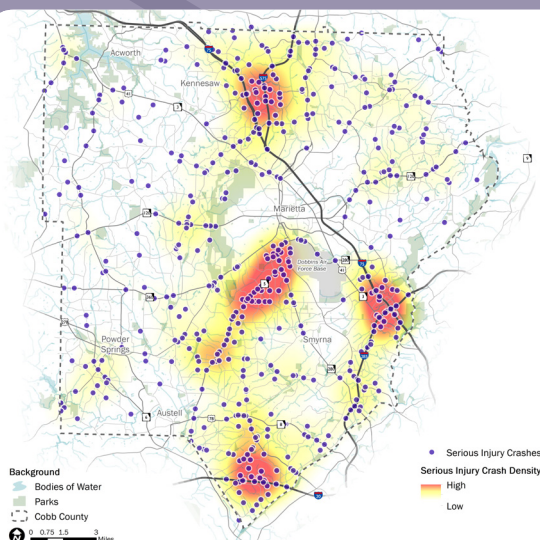 Acworth
Kennesaw
Marietta
Dobbins Air
Force Base
Powder
Springs
Smyrna
Austell
Serious Injury Crashes
Serious Injury Crash Density
High
Low
Background
Bodies of Water
Parks
Cobb County
0 0.75 1.5 3
Miles